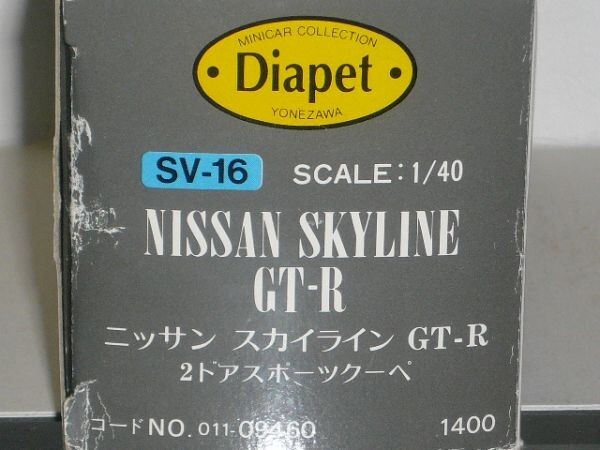 MINICAR COLLECTION
• Diapet •
YONEZAWA
SV-16 SCALE: 1/40
NISSAN SKYLINE
GT-R
ニッサン スカイライン GT-R
2ドアスポーツクーペ
コードNO. 011-09460 1400